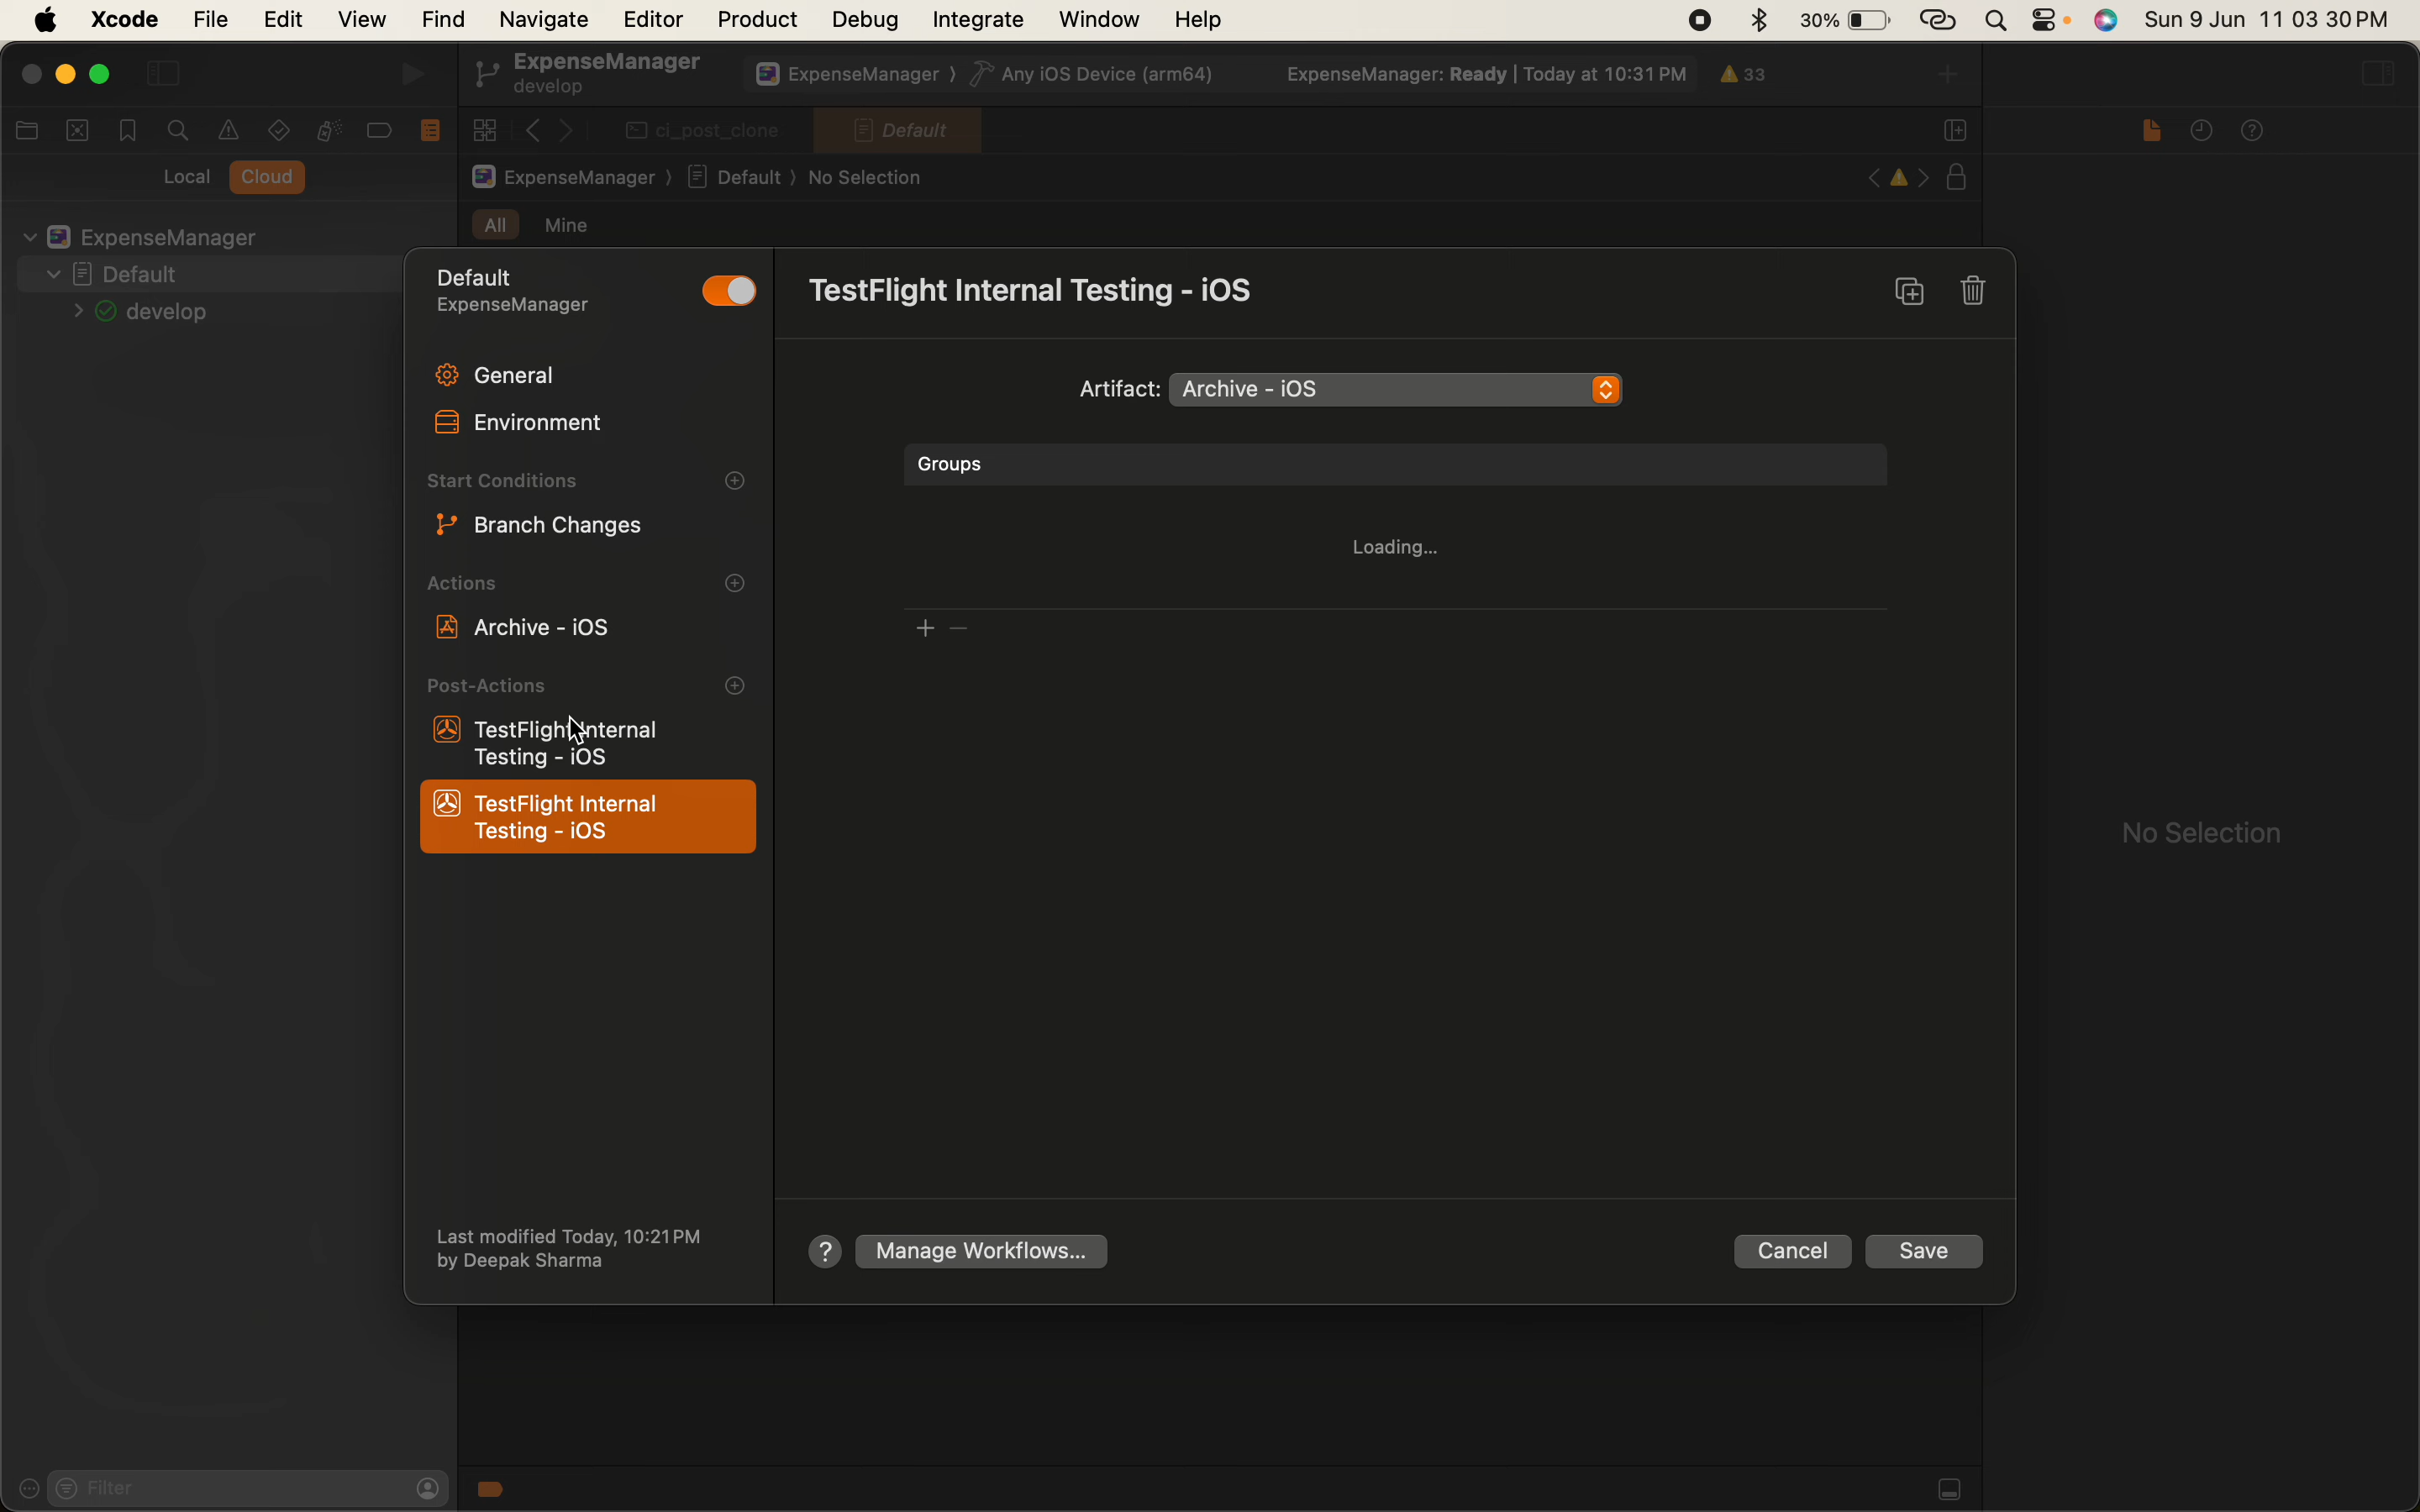 Xcode File Edit View Find Navigate Editor Product Debug Integrate Window Help 30% Sun 9 Jun 11 03 30 PM
ExpenseManager
develop
ExpenseManager 〉 Any iOS Device (arm64)
ExpenseManager: Ready | Today at 10:31 PM 33
ci_post_clone Default
Local Cloud
ExpenseManager 〉 Default 〉 No Selection
All Mine
ExpenseManager
Default
develop
Default
ExpenseManager
General
Environment
Start Conditions
Branch Changes
Actions
Archive - iOS
Post-Actions
TestFlight Internal
Testing - iOS
TestFlight Internal
Testing - iOS
Last modified Today, 10:21 PM
by Deepak Sharma
TestFlight Internal Testing - iOS
Artifact: Archive - iOS
Groups
Loading...
? Manage Workflows... Cancel Save
No Selection
Filter